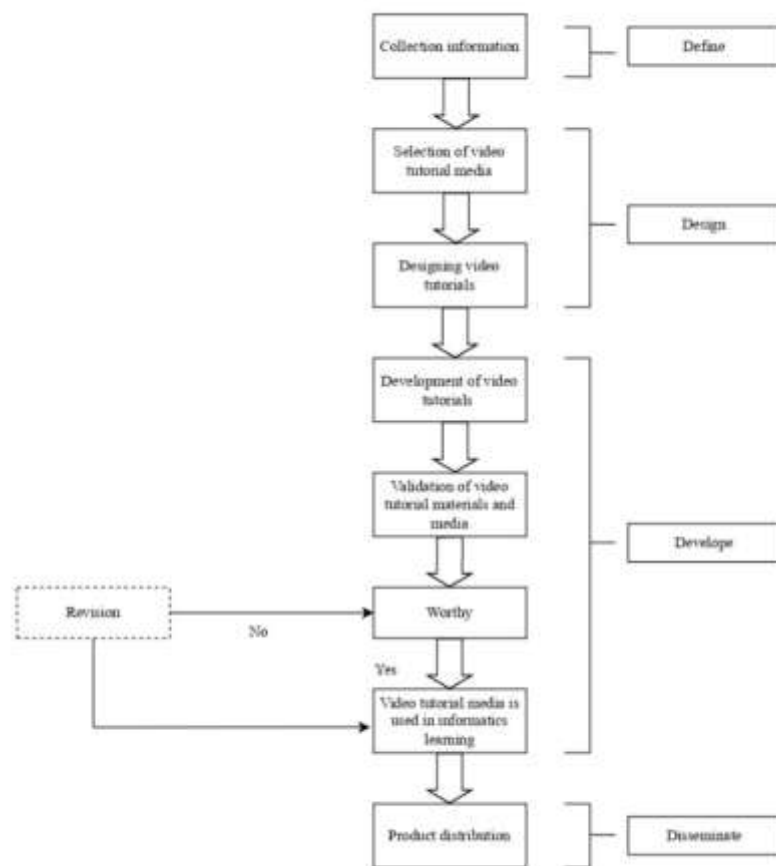 Collection information
Define
Selection of video
tutorial media
Design
Designing video
tutorials
Development of video
tutorials
Validation of video
tutorial materials and
media
Develope
Revision
No
Worthy
Yes
Video tutorial media is
used in informatics
learning
Product distribution
Disseminate